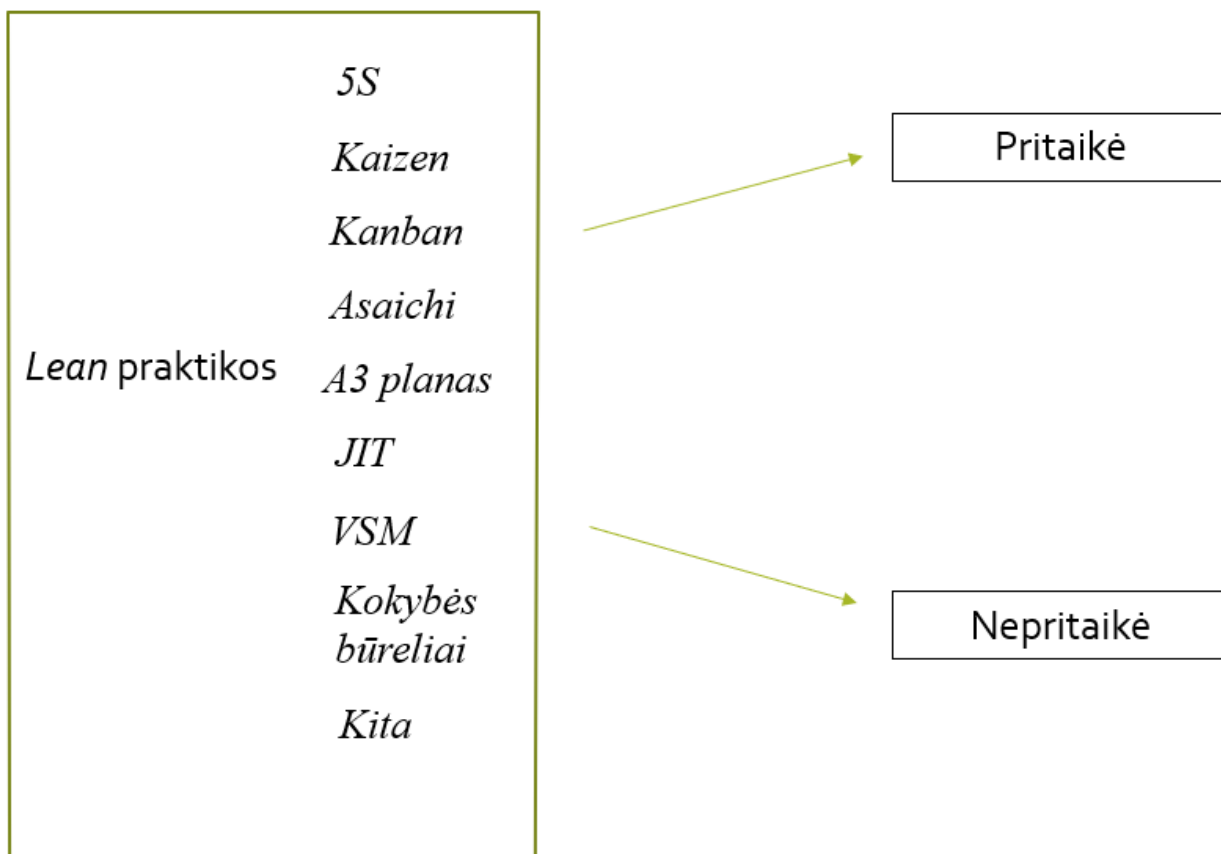 5S
Kaizen
Kanban
Asaichi
Lean praktikos
A3 planas
JIT
VSM
Kokybės
būreliai
Kita
Pritaikė
Nepritaikė